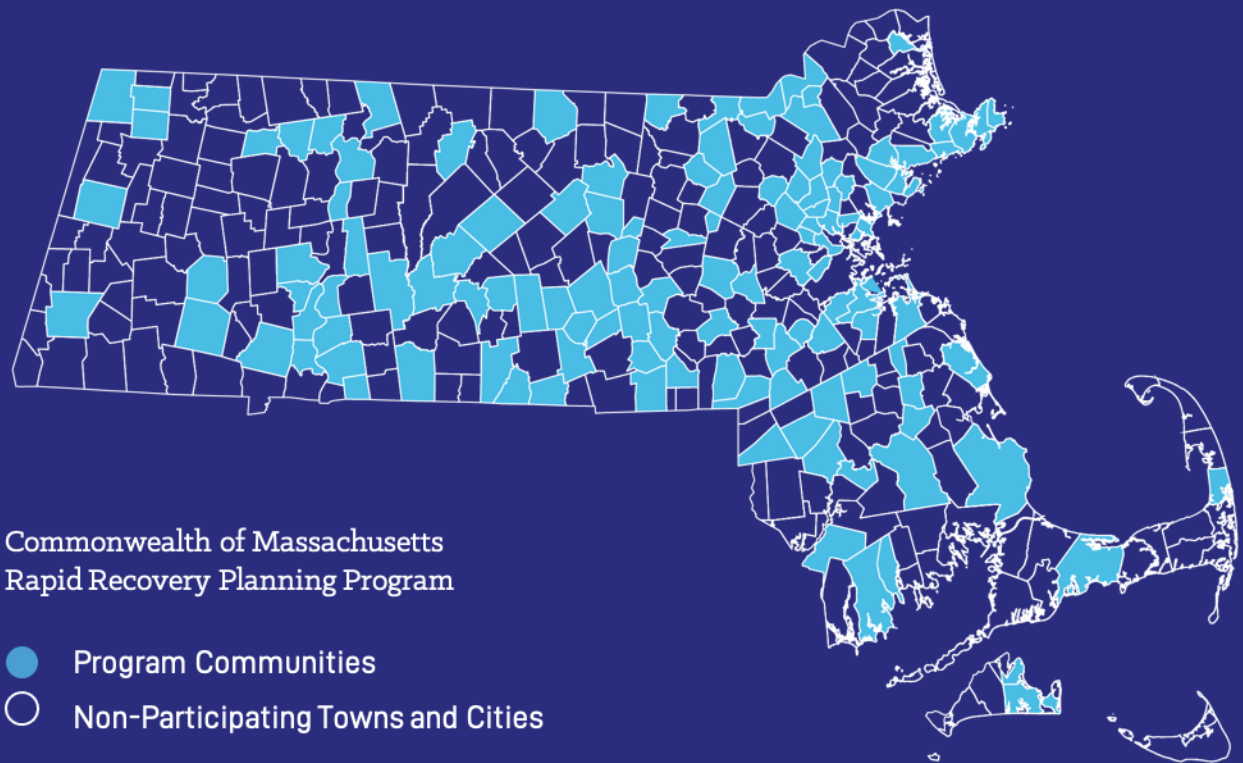 Commonwealth of Massachusetts
Rapid Recovery Planning Program
Program Communities
Non-Participating Towns and Cities